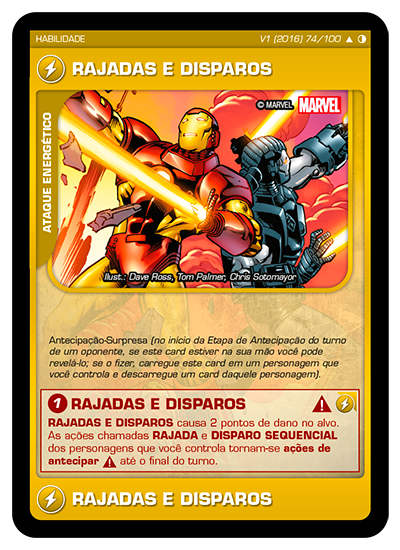 HABILIDADE
V1 (2016) 74/100
RAJADAS E DISPAROS
ATAQUE ENERGÉTICO
© MARVEL MARVEL
Ilust.: Dave Ross, Tom Palmer, Chris Sotomayor
Antecipação-Surpresa (no início da Etapa de Antecipação do turno
de um oponente, se este card estiver na sua mão você pode
revelá-lo; se o fizer, carregue este card em um personagem que
você controla e descarregue um card daquele personagem).
1 RAJADAS E DISPAROS
RAJADAS E DISPAROS causa 2 pontos de dano no alvo.
As ações chamadas RAJADA e DISPARO SEQUENCIAL
dos personagens que você controla tornam-se ações de
antecipar até o final do turno.
RAJADAS E DISPAROS